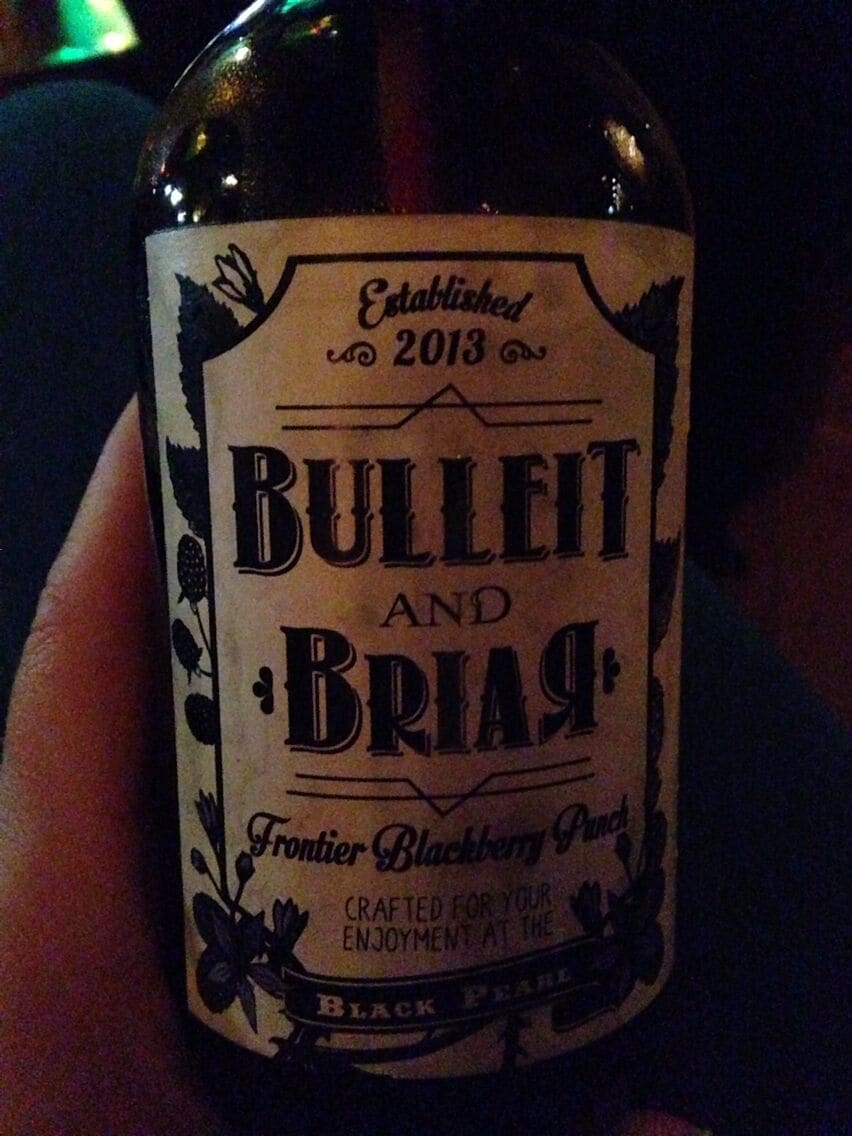 Established
2013
BULLEIT
AND
BRIAR
Frontier Blackberry Punch
CRAFTED FOR YOUR
ENJOYMENT AT THE
BLACK PEARL